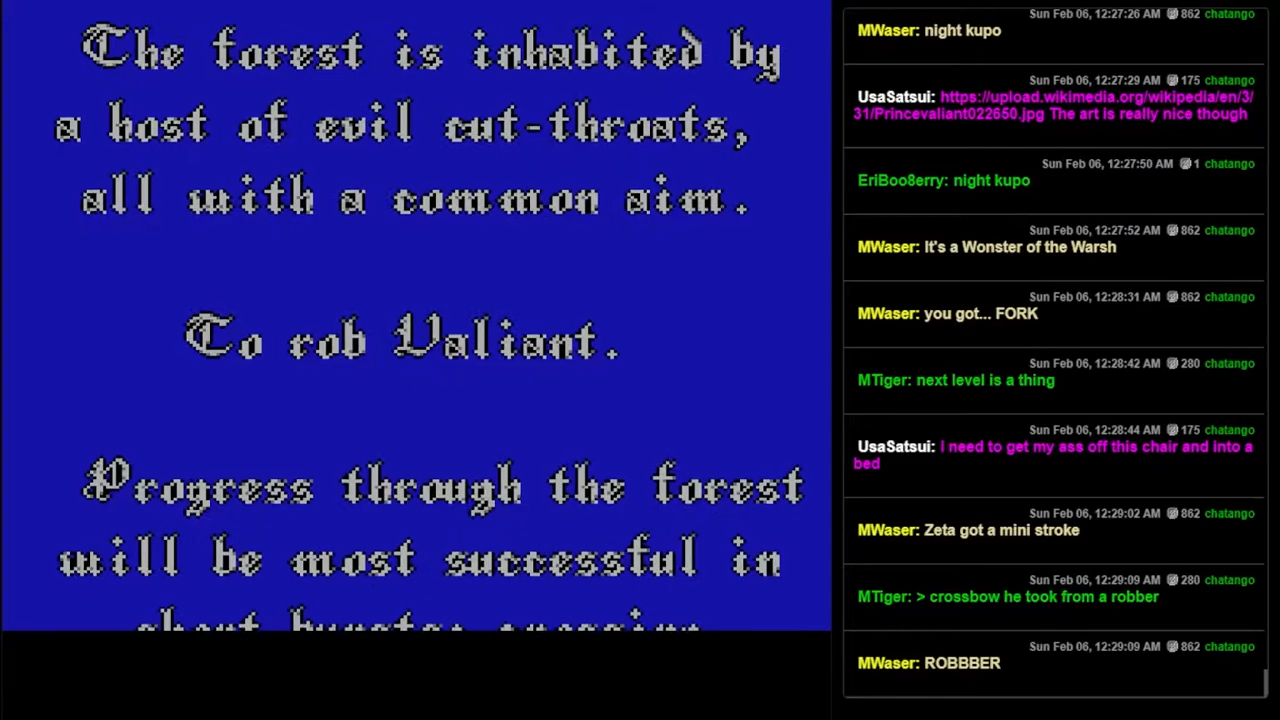 The forest is inhabited by
a host of evil cut-throats,
all with a common aim.
To rob Valiant.
Progress through the forest
will be most successful in
Sun Feb 06, 12:27:26 AM 862 chatango
MWaser: night kupo
Sun Feb 06, 12:27:29 AM 175 chatango
UsaSatsui: https://upload.wikimedia.org/wikipedia/en/3/
31/Princevaliant022650.jpg The art is really nice though
Sun Feb 06, 12:27:50 AM 1 chatango
EriBoo8erry: night kupo
Sun Feb 06, 12:27:52 AM 862 chatango
MWaser: It's a Wonster of the Warsh
Sun Feb 06, 12:28:31 AM 862 chatango
MWaser: you got... FORK
Sun Feb 06, 12:28:42 AM 280 chatango
MTiger: next level is a thing
Sun Feb 06, 12:28:44 AM 175 chatango
UsaSatsui: I need to get my ass off this chair and into a
bed
Sun Feb 06, 12:29:02 AM 862 chatango
MWaser: Zeta got a mini stroke
Sun Feb 06, 12:29:09 AM 280 chatango
MTiger: > crossbow he took from a robber
Sun Feb 06, 12:29:09 AM 862 chatango
MWaser: ROBBBER